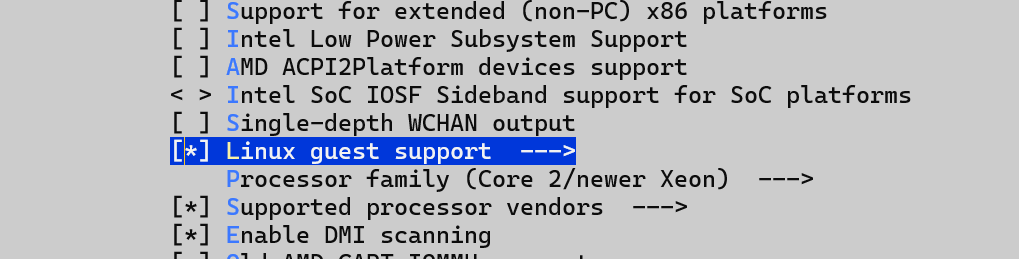 [ ] Support for extended (non-PC) x86 platforms
[ ] Intel Low Power Subsystem Support
[ ] AMD ACPI2Platform devices support
< > Intel SoC IOSF Sideband support for SoC platforms
[ ] Single-depth WCHAN output
[*] Linux guest support  --->
Processor family (Core 2/newer Xeon)  --->
[*] Supported processor vendors  --->
[*] Enable DMI scanning